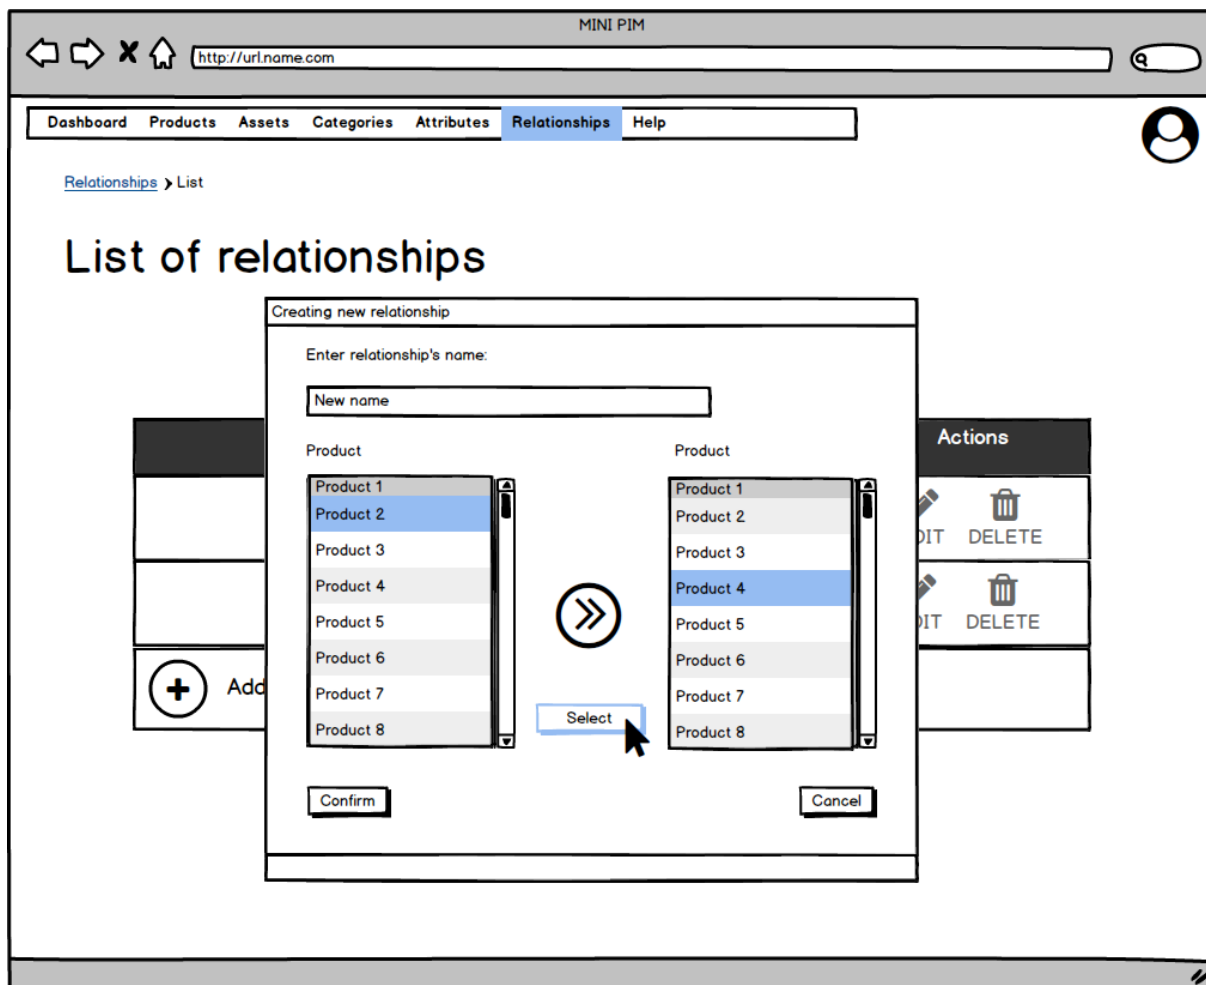 MINI PIM
http://url.name.com
Dashboard Products Assets Categories Attributes Relationships Help
Relationships List
List of relationships
Creating new relationship
Enter relationship's name:
New name
Product
Product 1
Product 2
Product 3
Product 4
Product 5
Product 6
Product 7
Product 8
Select
Product
Product 1
Product 2
Product 3
Product 4
Product 5
Product 6
Product 7
Product 8
Confirm
Cancel
Actions
DELETE
DELETE
Add